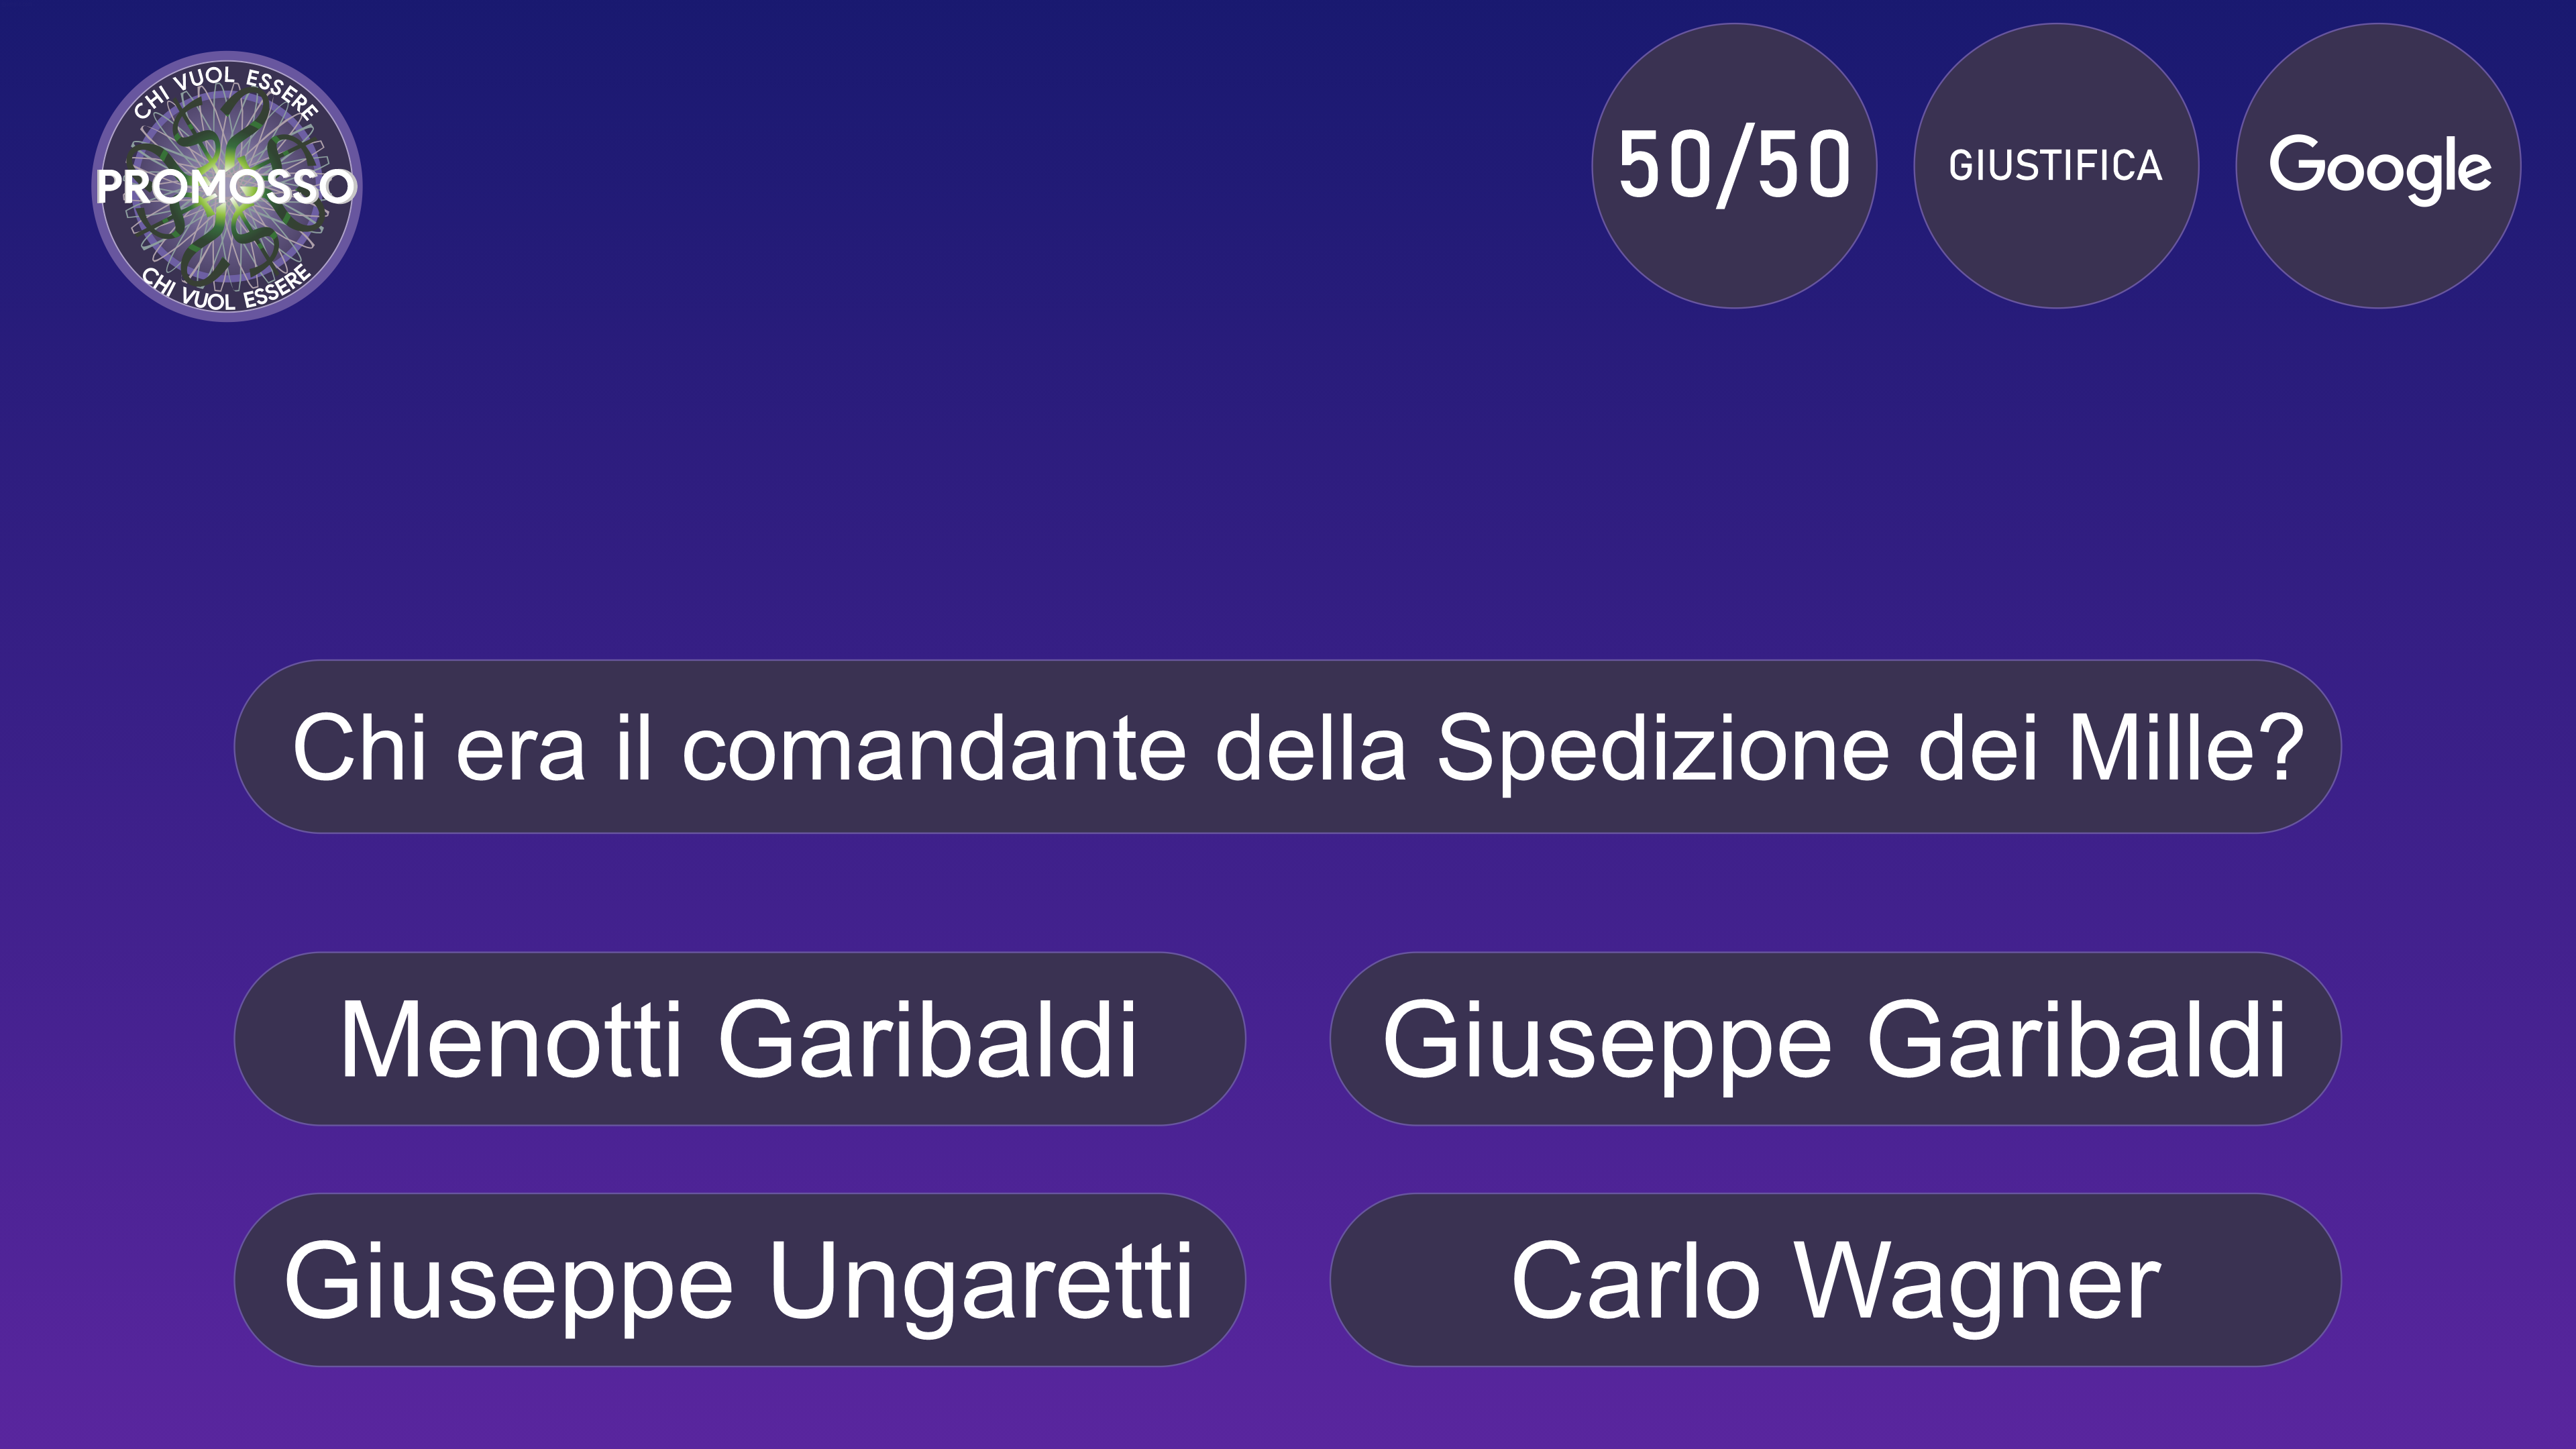 CHI VUOL ESSERE
PROMOSSO
CHI VUOL ESSERE
50/50
GIUSTIFICA
Google
Chi era il comandante della Spedizione dei Mille?
Menotti Garibaldi
Giuseppe Garibaldi
Giuseppe Ungaretti
Carlo Wagner